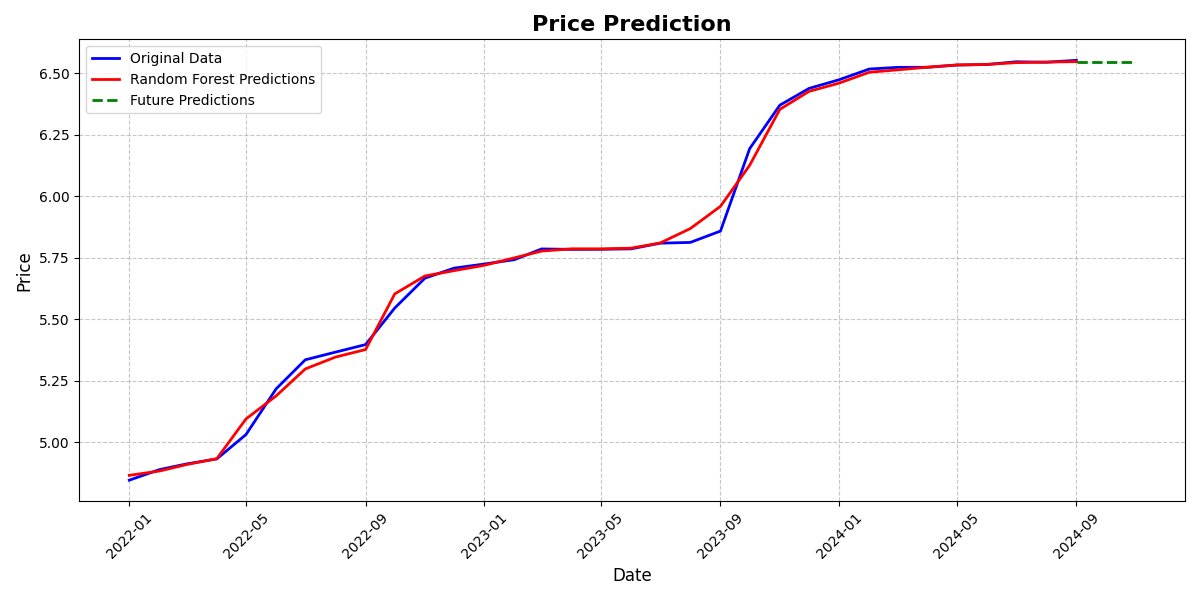 Price Prediction
Original Data
Random Forest Predictions
Future Predictions
Price
6.50
6.25
6.00
5.75
5.50
5.25
5.00
2022-01
2022-05
2022-09
2023-01
2023-05
2023-09
2024-01
2024-05
2024-09
Date